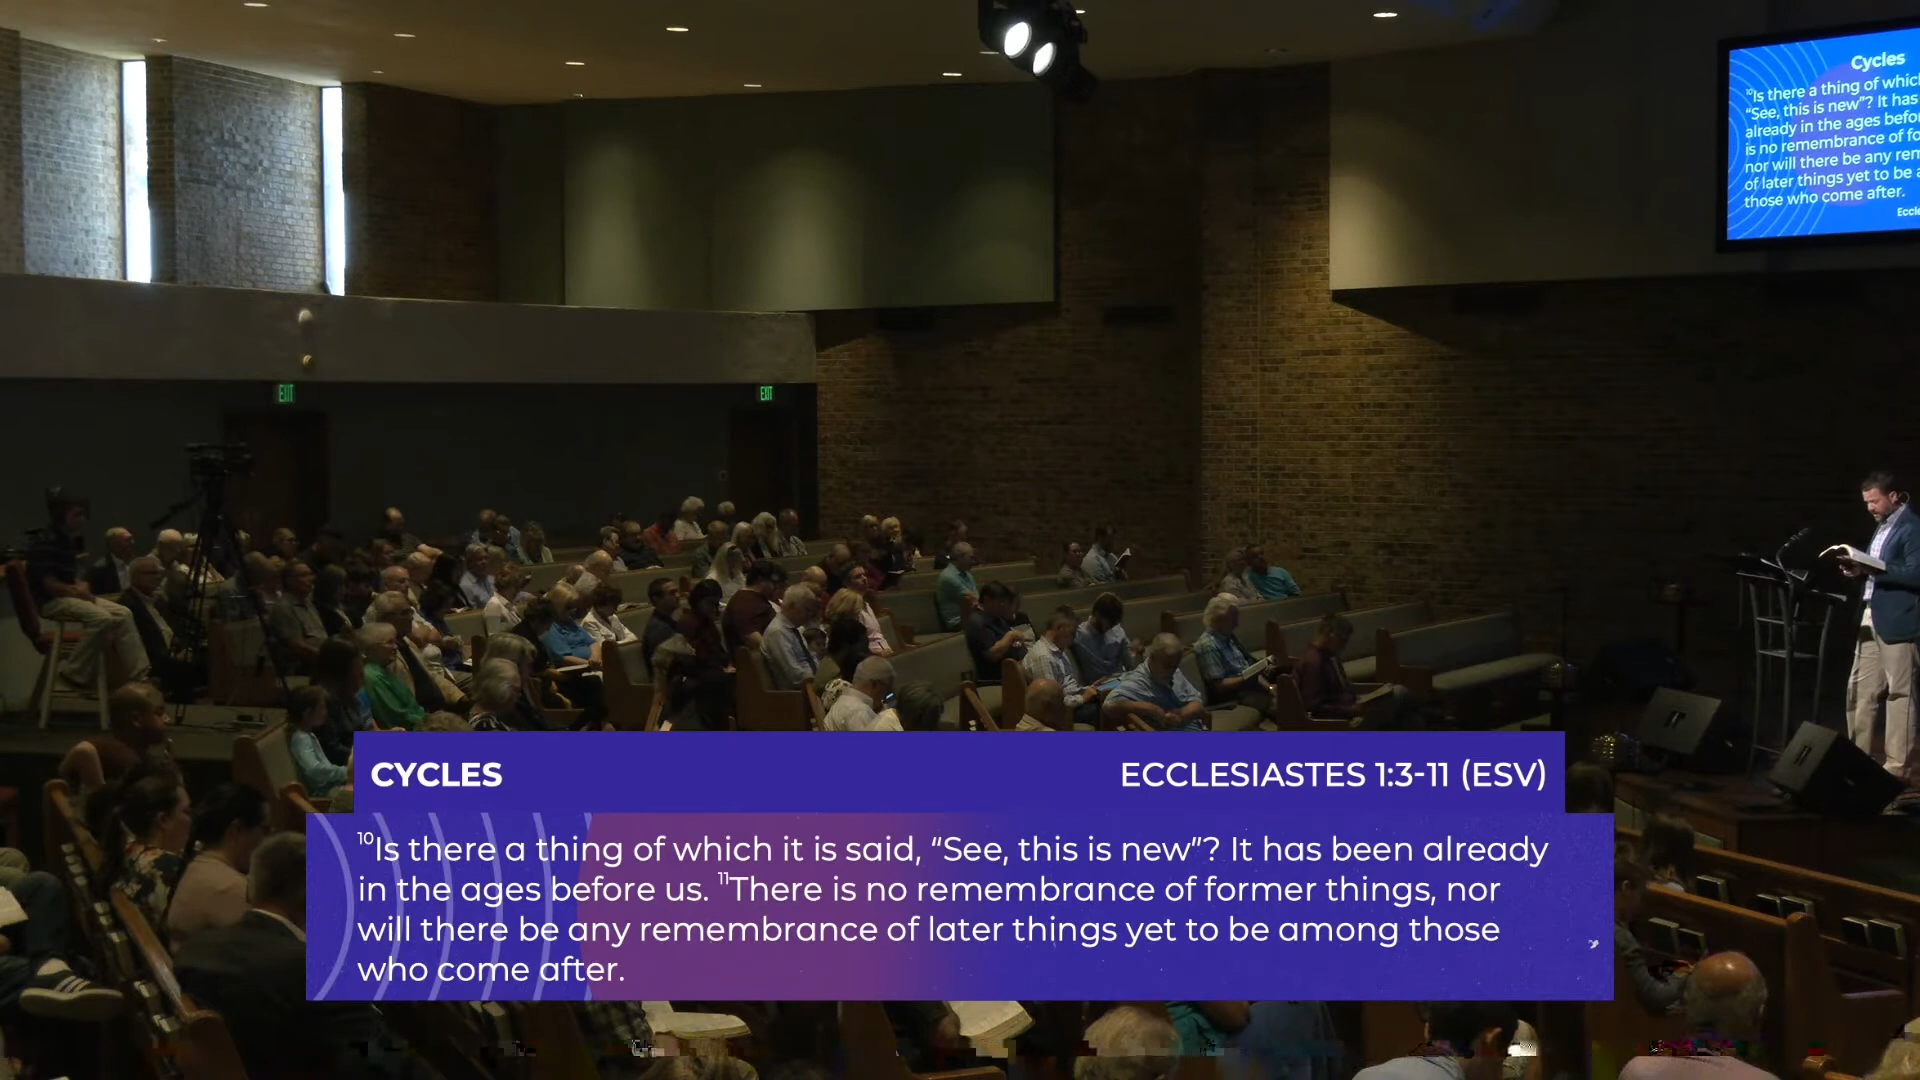 Cycles
¹⁰Is there a thing of whic
"See, this is new"? It has
already in the ages befo
is no remembrance of fo
nor will there be any rem
of later things yet to be a
those who come after.
Eccle
EXIT
EXIT
CYCLES
ECCLESIASTES 1:3-11 (ESV)
¹⁰Is there a thing of which it is said, “See, this is new”? It has been already
in the ages before us. ¹¹There is no remembrance of former things, nor
will there be any remembrance of later things yet to be among those
who come after.